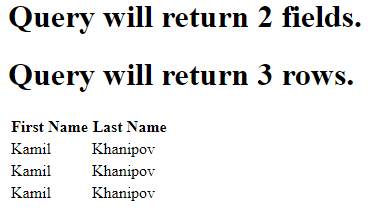 Query will return 2 fields.
Query will return 3 rows.
First Name Last Name
Kamil Khanipov
Kamil Khanipov
Kamil Khanipov